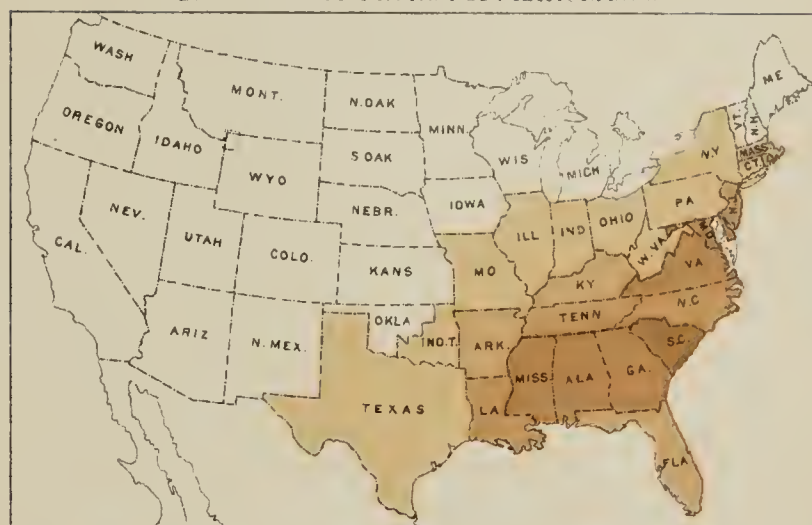 WASH
MONT.
N.DAK
MINN.
ME
OREGON
IDAHO
S DAK
WIS
MICH
VT.
N.H.
N.Y
MASS
CT
WYO
NEBR.
IOWA
PA
N.J.
NEV.
UTAH
COLO.
ILL
IND
OHIO
W.VA
MD
CAL.
KANS
MO
KY
VA
ARIZ
N.MEX.
OKLA
IND.T.
ARK.
TENN
N.C
S.C.
TEXAS
LA
MISS
ALA
GA.
FLA